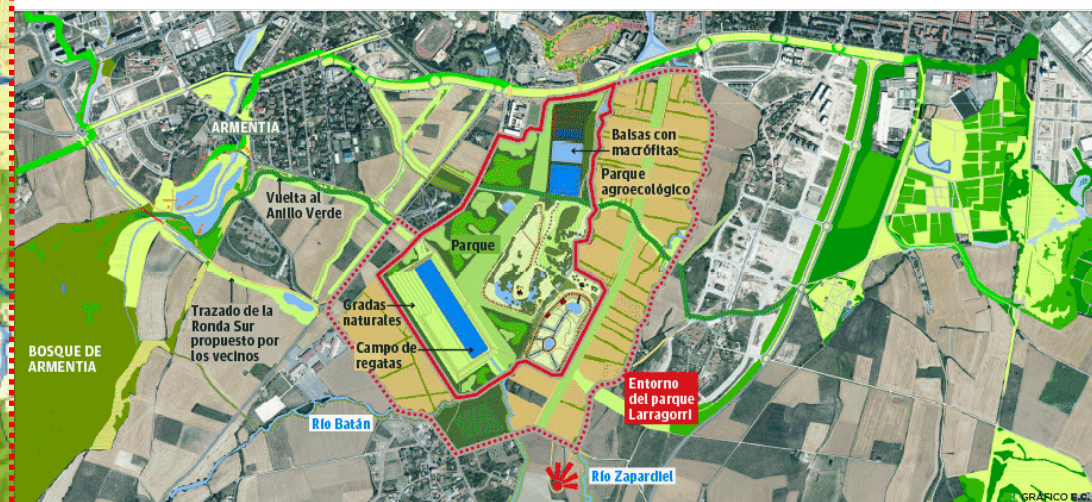 ARMENTIA
Balsas con
macrófitas
Parque
agroecológico
Vuelta al
Anillo Verde
Parque
Trazado de la
Ronda Sur
propuesto por
los vecinos
Gradas
naturales
Campo de
regatas
BOSQUE DE
ARMENTIA
Entorno
del parque
Larragorri
Río Batán
Río Zapardiel
GRÁFICO E.C.